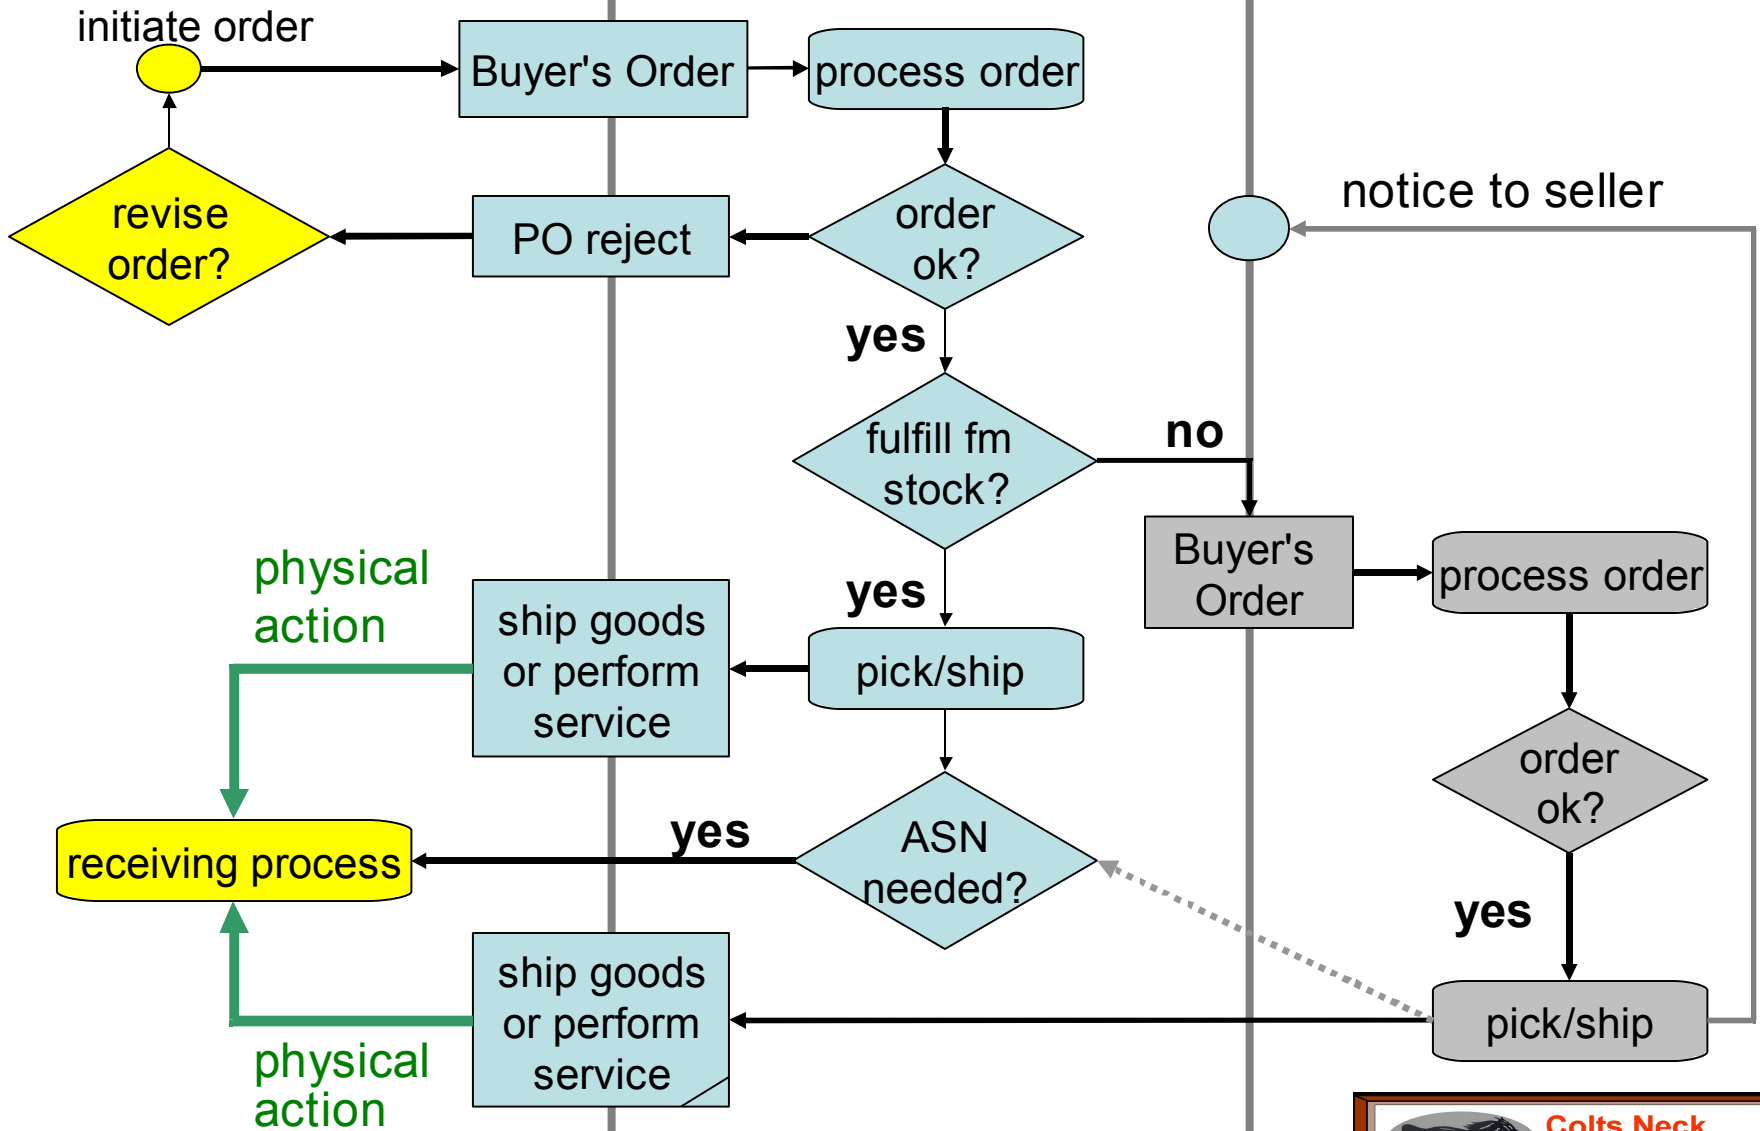 initiate order
Buyer's Order
process order
revise
order?
PO reject
order
ok?
notice to seller
yes
fulfill fm
stock?
no
Buyer's
Order
process order
physical
action
ship goods
or perform
service
yes
pick/ship
order
ok?
receiving process
yes
ASN
needed?
yes
ship goods
or perform
service
pick/ship
physical
action
Colts Neck